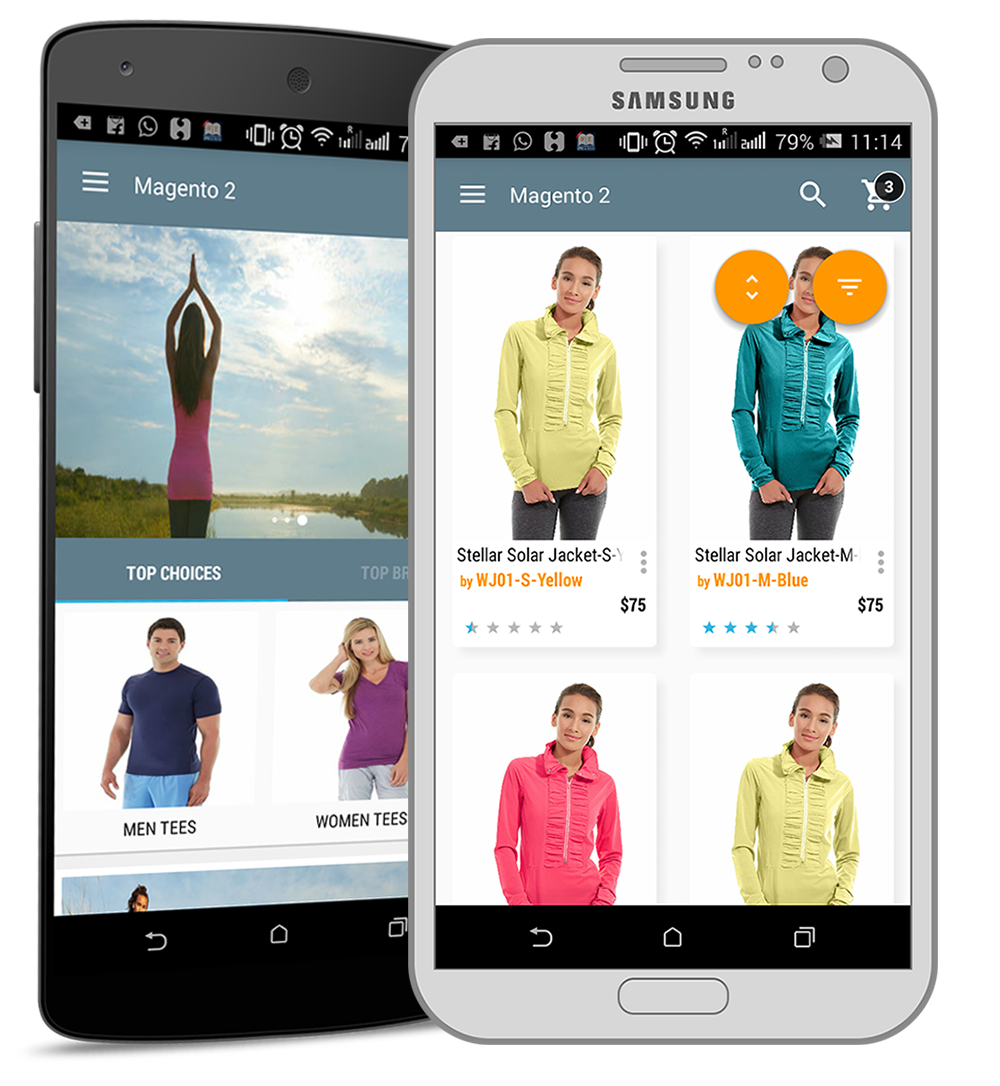 7
Magento 2
TOP CHOICES
TOP BR
MEN TEES
WOMEN TEES
SAMSUNG
R
79%
11:14
Magento 2
3
Stellar Solar Jacket-S-
by WJ01-S-Yellow
$75
Stellar Solar Jacket-M-
by WJ01-M-Blue
$75